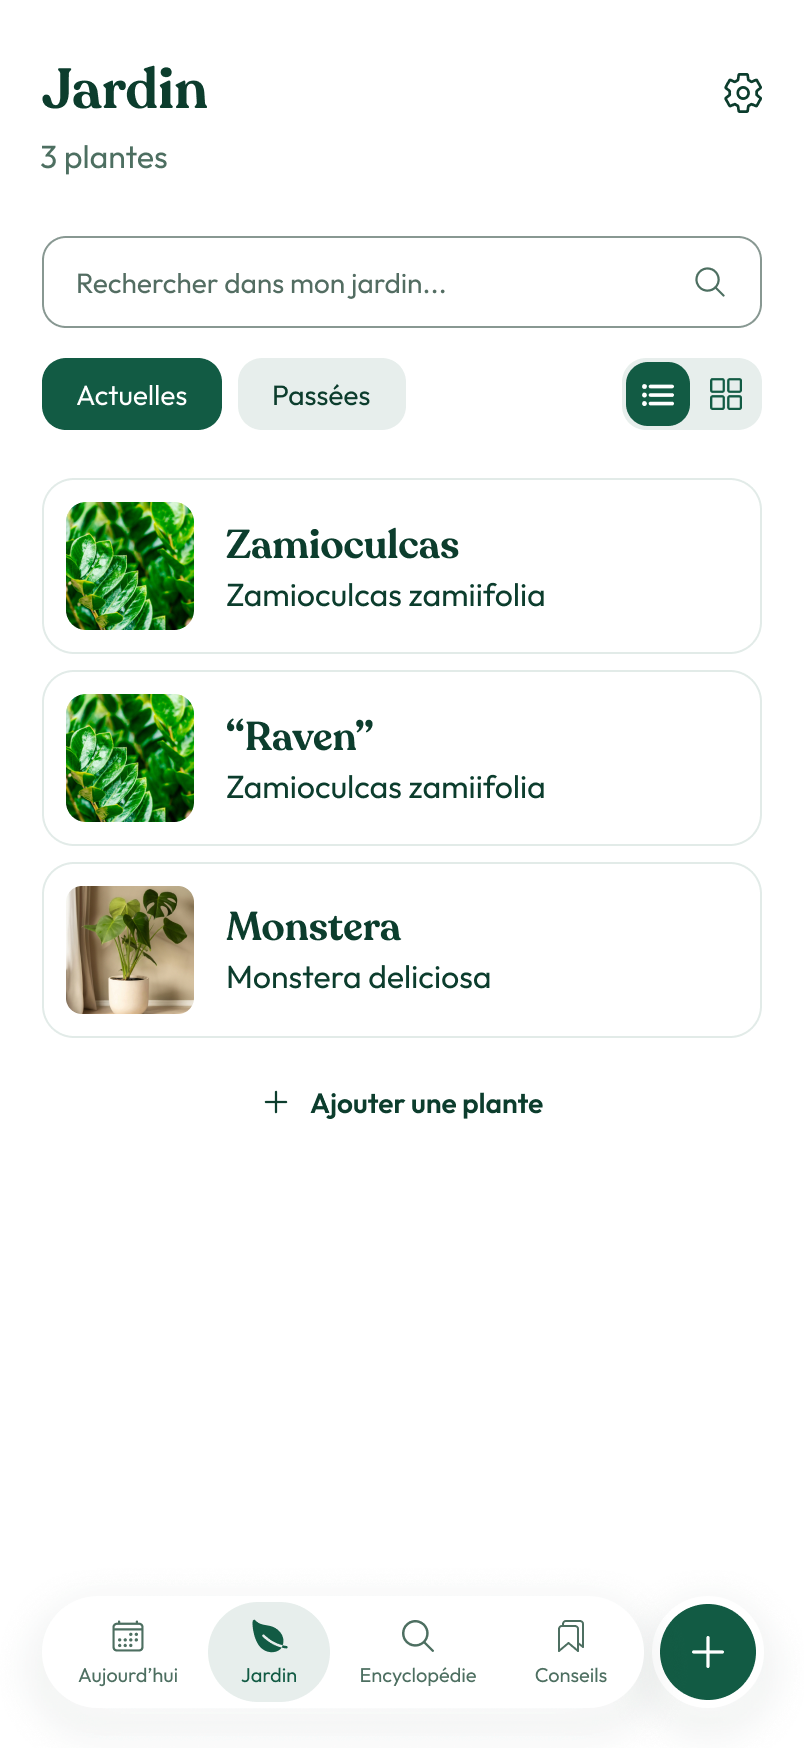 Jardin
3 plantes
Rechercher dans mon jardin...
Actuelles
Passées
Zamioculcas
Zamioculcas zamiifolia
“Raven”
Zamioculcas zamiifolia
Monstera
Monstera deliciosa
Ajouter une plante
Aujourd’hui
Jardin
Encyclopédie
Conseils